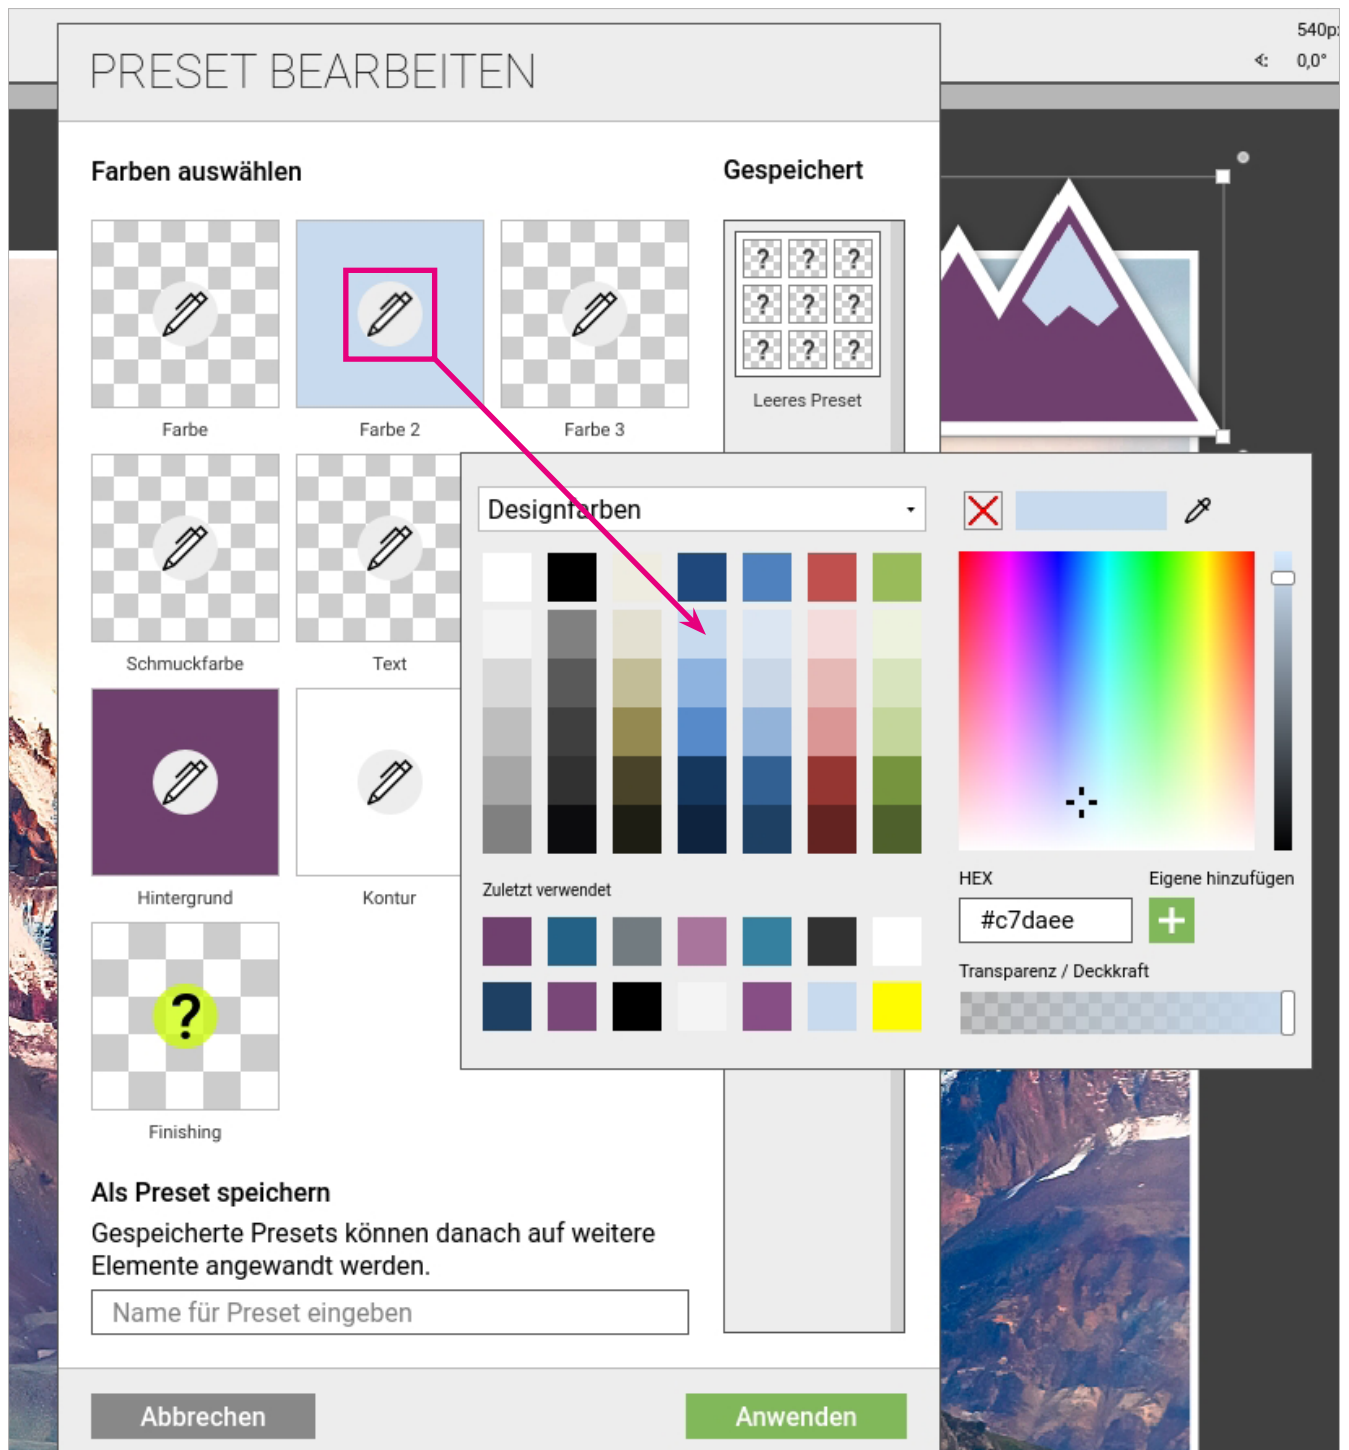 540px
0,0°
PRESET BEARBEITEN
Farben auswählen
Gespeichert
Farbe
Farbe 2
Farbe 3
? ? ?
? ? ?
? ? ?
Leeres Preset
Designfarben
Schmuckfarbe
Text
Hintergrund
Kontur
Zuletzt verwendet
HEX
Eigene hinzufügen
#c7daee
Transparenz / Deckkraft
?
Finishing
Als Preset speichern
Gespeicherte Presets können danach auf weitere
Elemente angewandt werden.
Name für Preset eingeben
Abbrechen
Anwenden